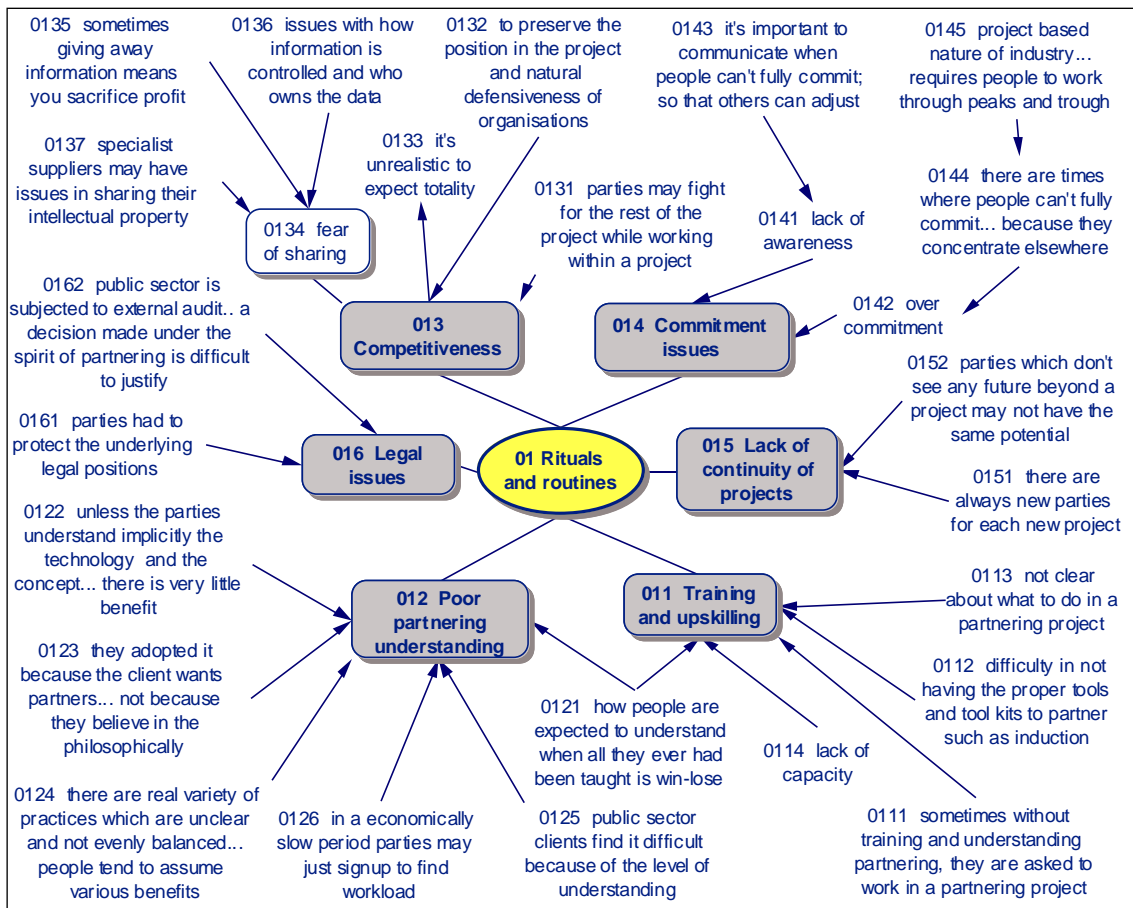 0135 sometimes
giving away
information means
you sacrifice profit
0136 issues with how
information is
controlled and who
owns the data
0132 to preserve the
position in the project
and natural
defensiveness of
organisations
0143 it's important to
communicate when
people can't fully commit;
so that others can adjust
0145 project based
nature of industry...
requires people to work
through peaks and trough
0137 specialist
suppliers may have
issues in sharing their
intellectual property
0133 it's
unrealistic to
expect totality
0134 fear
of sharing
0131 parties may fight
for the rest of the
project while working
within a project
0141 lack of
awareness
0144 there are times
where people can't fully
commit... because they
concentrate elsewhere
0162 public sector is
subjected to external audit.. a
decision made under the
spirit of partnering is difficult
to justify
013
Competitiveness
014 Commitment
issues
0142 over
commitment
0152 parties which don't
see any future beyond a
project may not have the
same potential
0161 parties had to
protect the underlying
legal positions
016 Legal
issues
01 Rituals
and routines
015 Lack of
continuity of
projects
0151 there are
always new parties
for each new project
0122 unless the parties
understand implicitly the
technology and the
concept... there is very little
benefit
012 Poor
partnering
understanding
011 Training
and upskilling
0113 not clear
about what to do in a
partnering project
0123 they adopted it
because the client wants
partners... not because
they believe in the
philosophically
0112 difficulty in not
having the proper tools
and tool kits to partner
such as induction
0121 how people are
expected to understand
when all they ever had
been taught is win-lose
0114 lack of
capacity
0124 there are real variety of
practices which are unclear
and not evenly balanced...
people tend to assume
various benefits
0126 in a economically
slow period parties may
just signup to find
workload
0125 public sector
clients find it difficult
because of the level of
understanding
0111 sometimes without
training and understanding
partnering, they are asked to
work in a partnering project